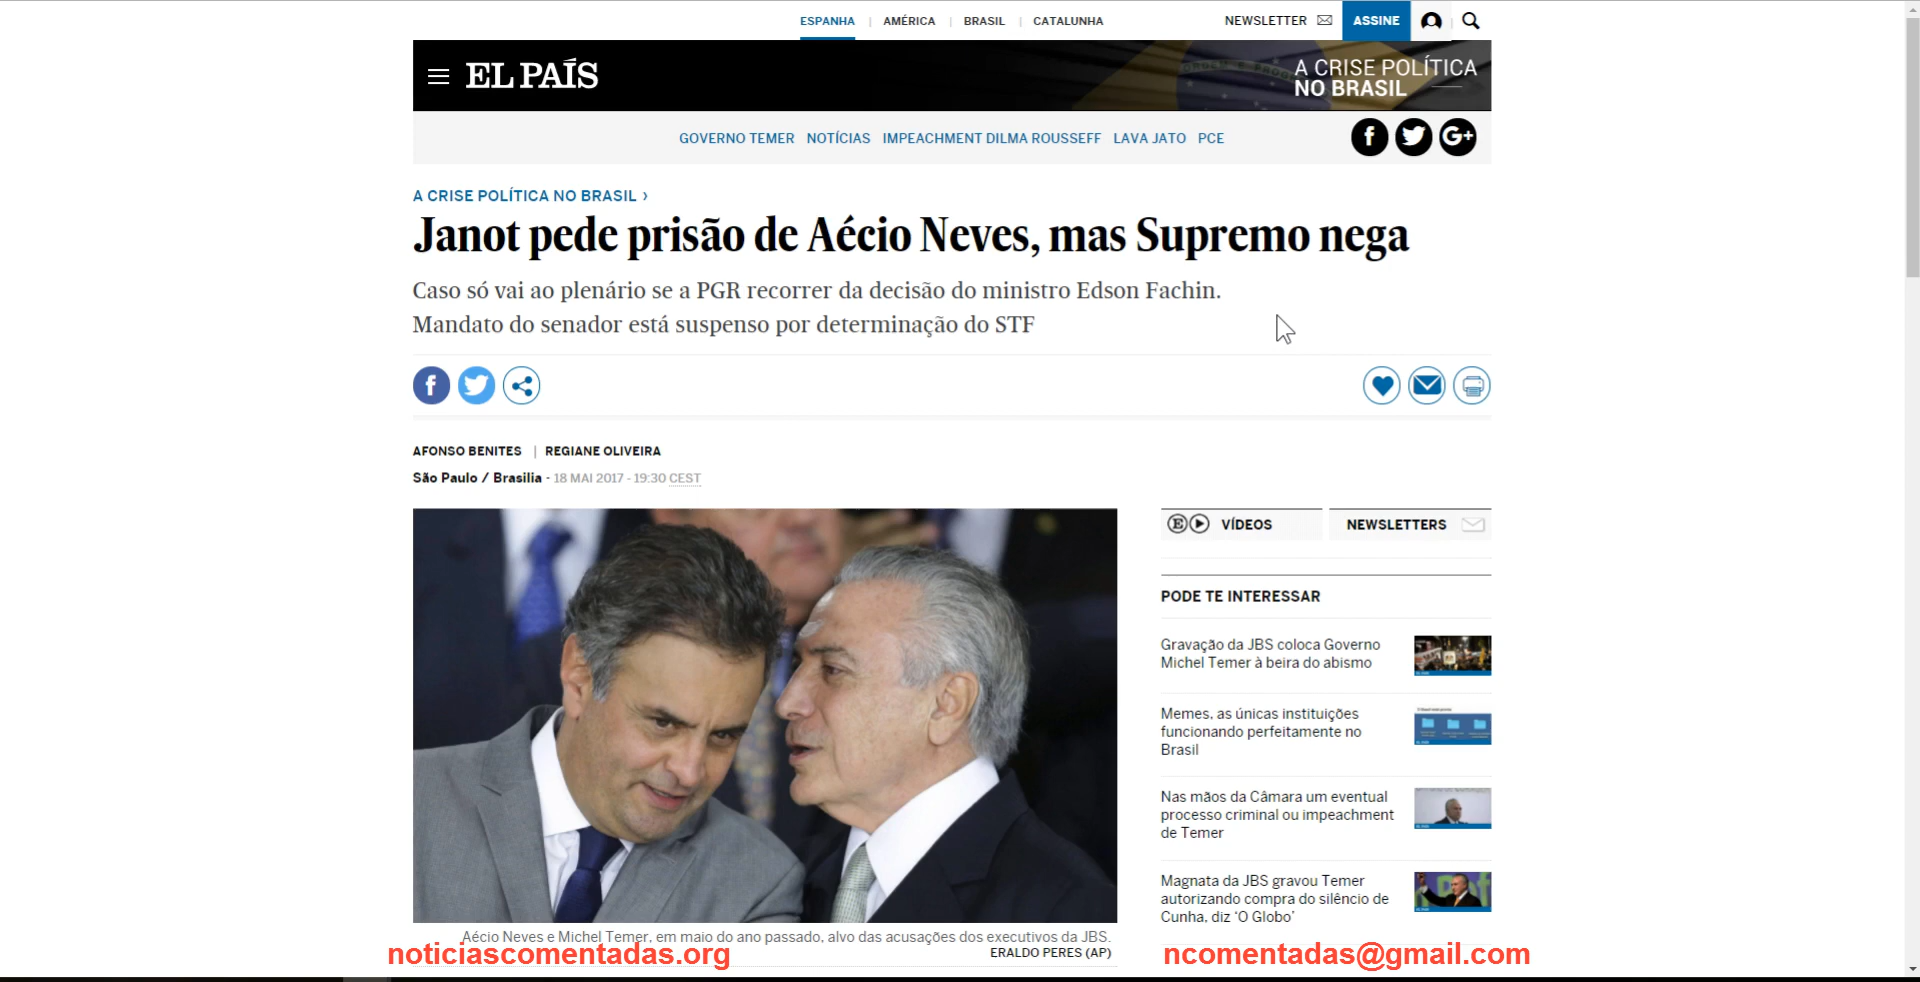 ESPANHA | AMÉRICA | BRASIL | CATALUNHA
NEWSLETTER ASSINE
EL PAÍS
A CRISE POLÍTICA
NO BRASIL
GOVERNO TEMER NOTÍCIAS IMPEACHMENT DILMA ROUSSEFF LAVA JATO PCE
A CRISE POLÍTICA NO BRASIL ›
Janot pede prisão de Aécio Neves, mas Supremo nega
Caso só vai ao plenário se a PGR recorrer da decisão do ministro Edson Fachin.
Mandato do senador está suspenso por determinação do STF
AFONSO BENITES | REGIANE OLIVEIRA
São Paulo / Brasilia - 18 MAI 2017 - 19:30 CEST
VÍDEOS
NEWSLETTERS
PODE TE INTERESSAR
Gravação da JBS coloca Governo
Michel Temer à beira do abismo
Memes, as únicas instituições
funcionando perfeitamente no
Brasil
Nas mãos da Câmara um eventual
processo criminal ou impeachment
de Temer
Magnata da JBS gravou Temer
autorizando compra do silêncio de
Cunha, diz ‘O Globo’
Aécio Neves e Michel Temer, em maio do ano passado, alvo das acusações dos executivos da JBS.
ERALDO PERES (AP)
noticiascomentadas.org
ncomentadas@gmail.com